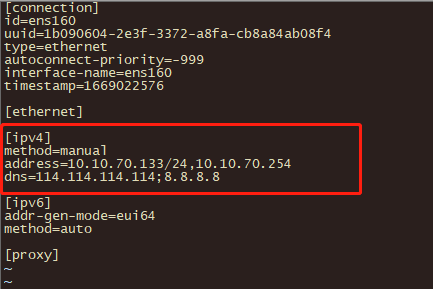 [connection]
id=ens160
uuid=1b090604-2e3f-3372-a8fa-cb8a84ab08f4
type=ethernet
autoconnect-priority=-999
interface-name=ens160
timestamp=1669022576
[ethernet]
[ipv4]
method=manual
address=10.10.70.133/24,10.10.70.254
dns=114.114.114.114;8.8.8.8
[ipv6]
addr-gen-mode=eui64
method=auto
[proxy]
~
~